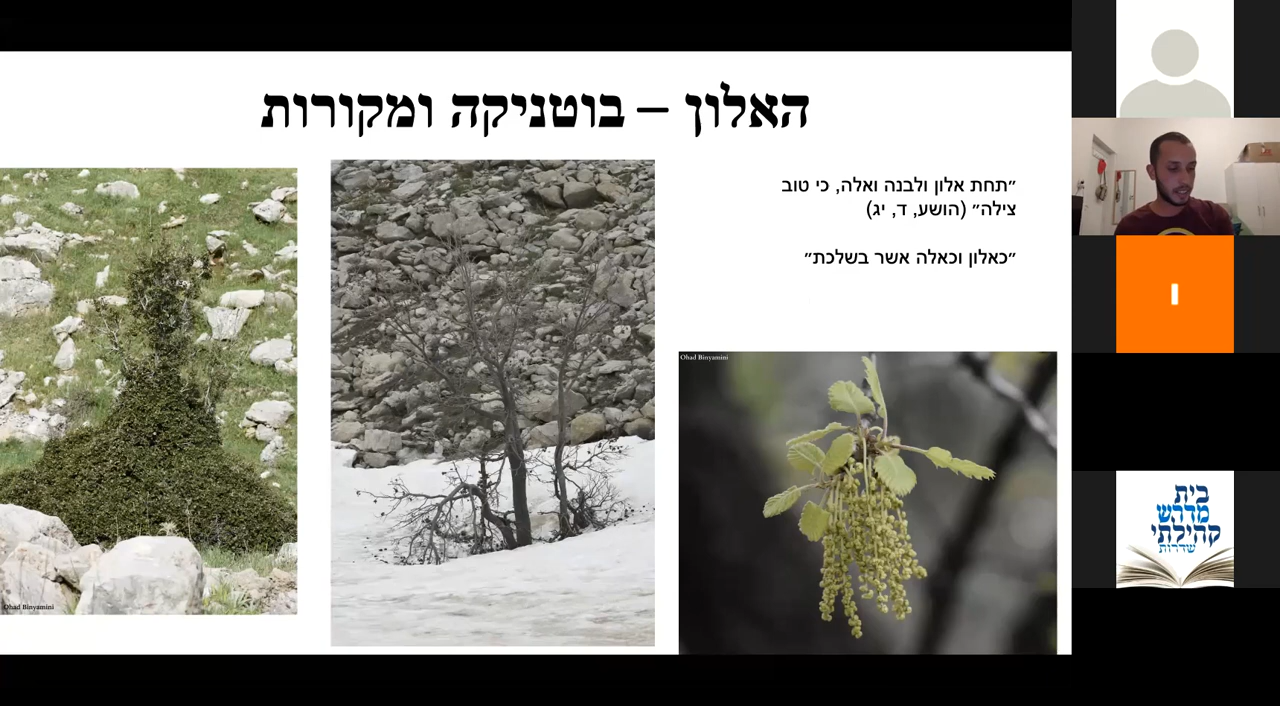 האלון – בוטניקה ומקורות
״תחת אלון ולבנה ואלה, כי טוב
צילה״ (הושע, ד, יג)
״כאלון וכאלה אשר בשלכת״
Ohad Binyamini
Ohad Binyamini
I
בית
מדרש
קהילתי
שדרות